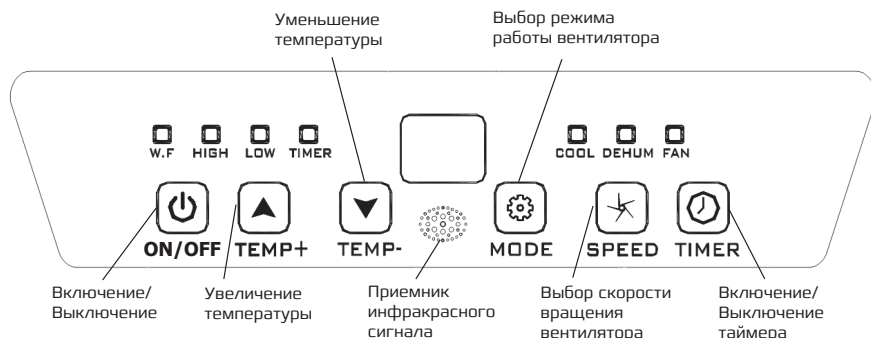 Уменьшение
температуры
Выбор режима
работы вентилятора
W.F HIGH LOW TIMER COOL DEHUM FAN
ON/OFF TEMP+ TEMP- MODE SPEED TIMER
Включение/
Выключение
Увеличение
температуры
Приемник
инфракрасного
сигнала
Выбор скорости
вращения
вентилятора
Включение/
Выключение
таймера